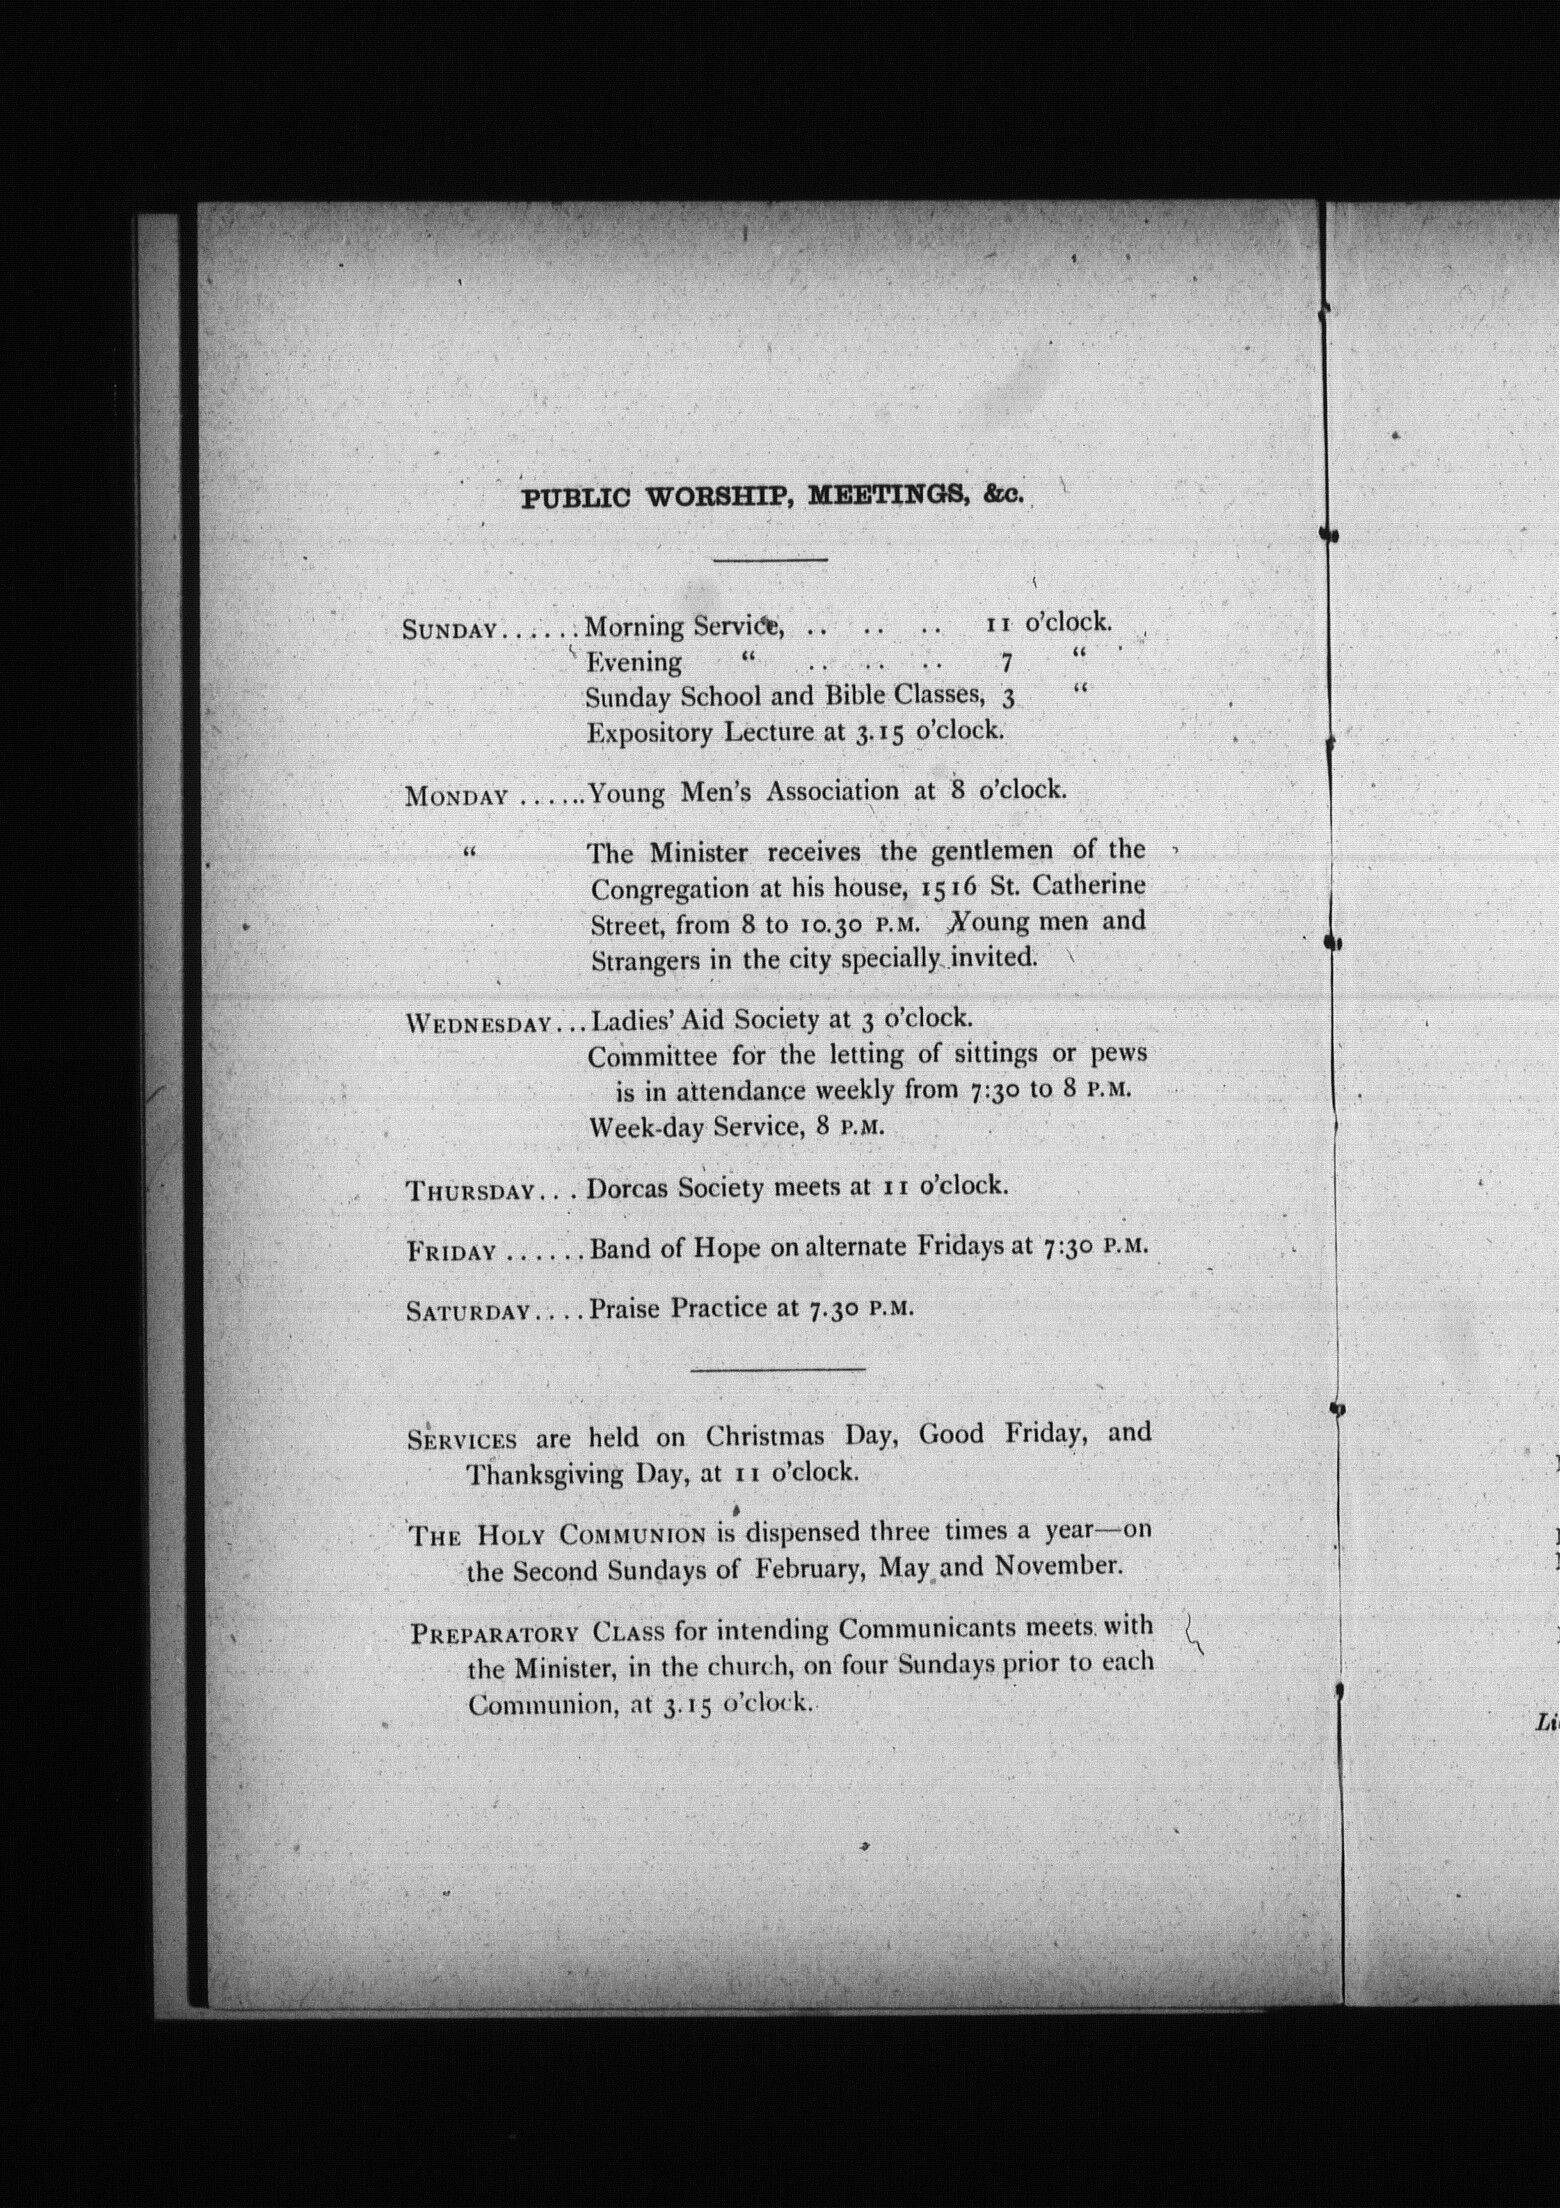 PUBLIC WORSHIP, MEETINGS, &c.
SUNDAY...... Morning Service, .. .. .. 11 o'clock.
Evening " .. .. .. 7 "
Sunday School and Bible Classes, 3 "
Expository Lecture at 3.15 o'clock.
MONDAY ...... Young Men's Association at 8 o'clock.
" The Minister receives the gentlemen of the
Congregation at his house, 1516 St. Catherine
Street, from 8 to 10.30 P.M. Young men and
Strangers in the city specially invited.
WEDNESDAY... Ladies' Aid Society at 3 o'clock.
Committee for the letting of sittings or pews
is in attendance weekly from 7:30 to 8 P.M.
Week-day Service, 8 P.M.
THURSDAY... Dorcas Society meets at 11 o'clock.
FRIDAY ...... Band of Hope on alternate Fridays at 7:30 P.M.
SATURDAY.... Praise Practice at 7.30 P.M.
SERVICES are held on Christmas Day, Good Friday, and
Thanksgiving Day, at 11 o'clock.
THE HOLY COMMUNION is dispensed three times a year—on
the Second Sundays of February, May and November.
PREPARATORY CLASS for intending Communicants meets with
the Minister, in the church, on four Sundays prior to each
Communion, at 3.15 o'clock.